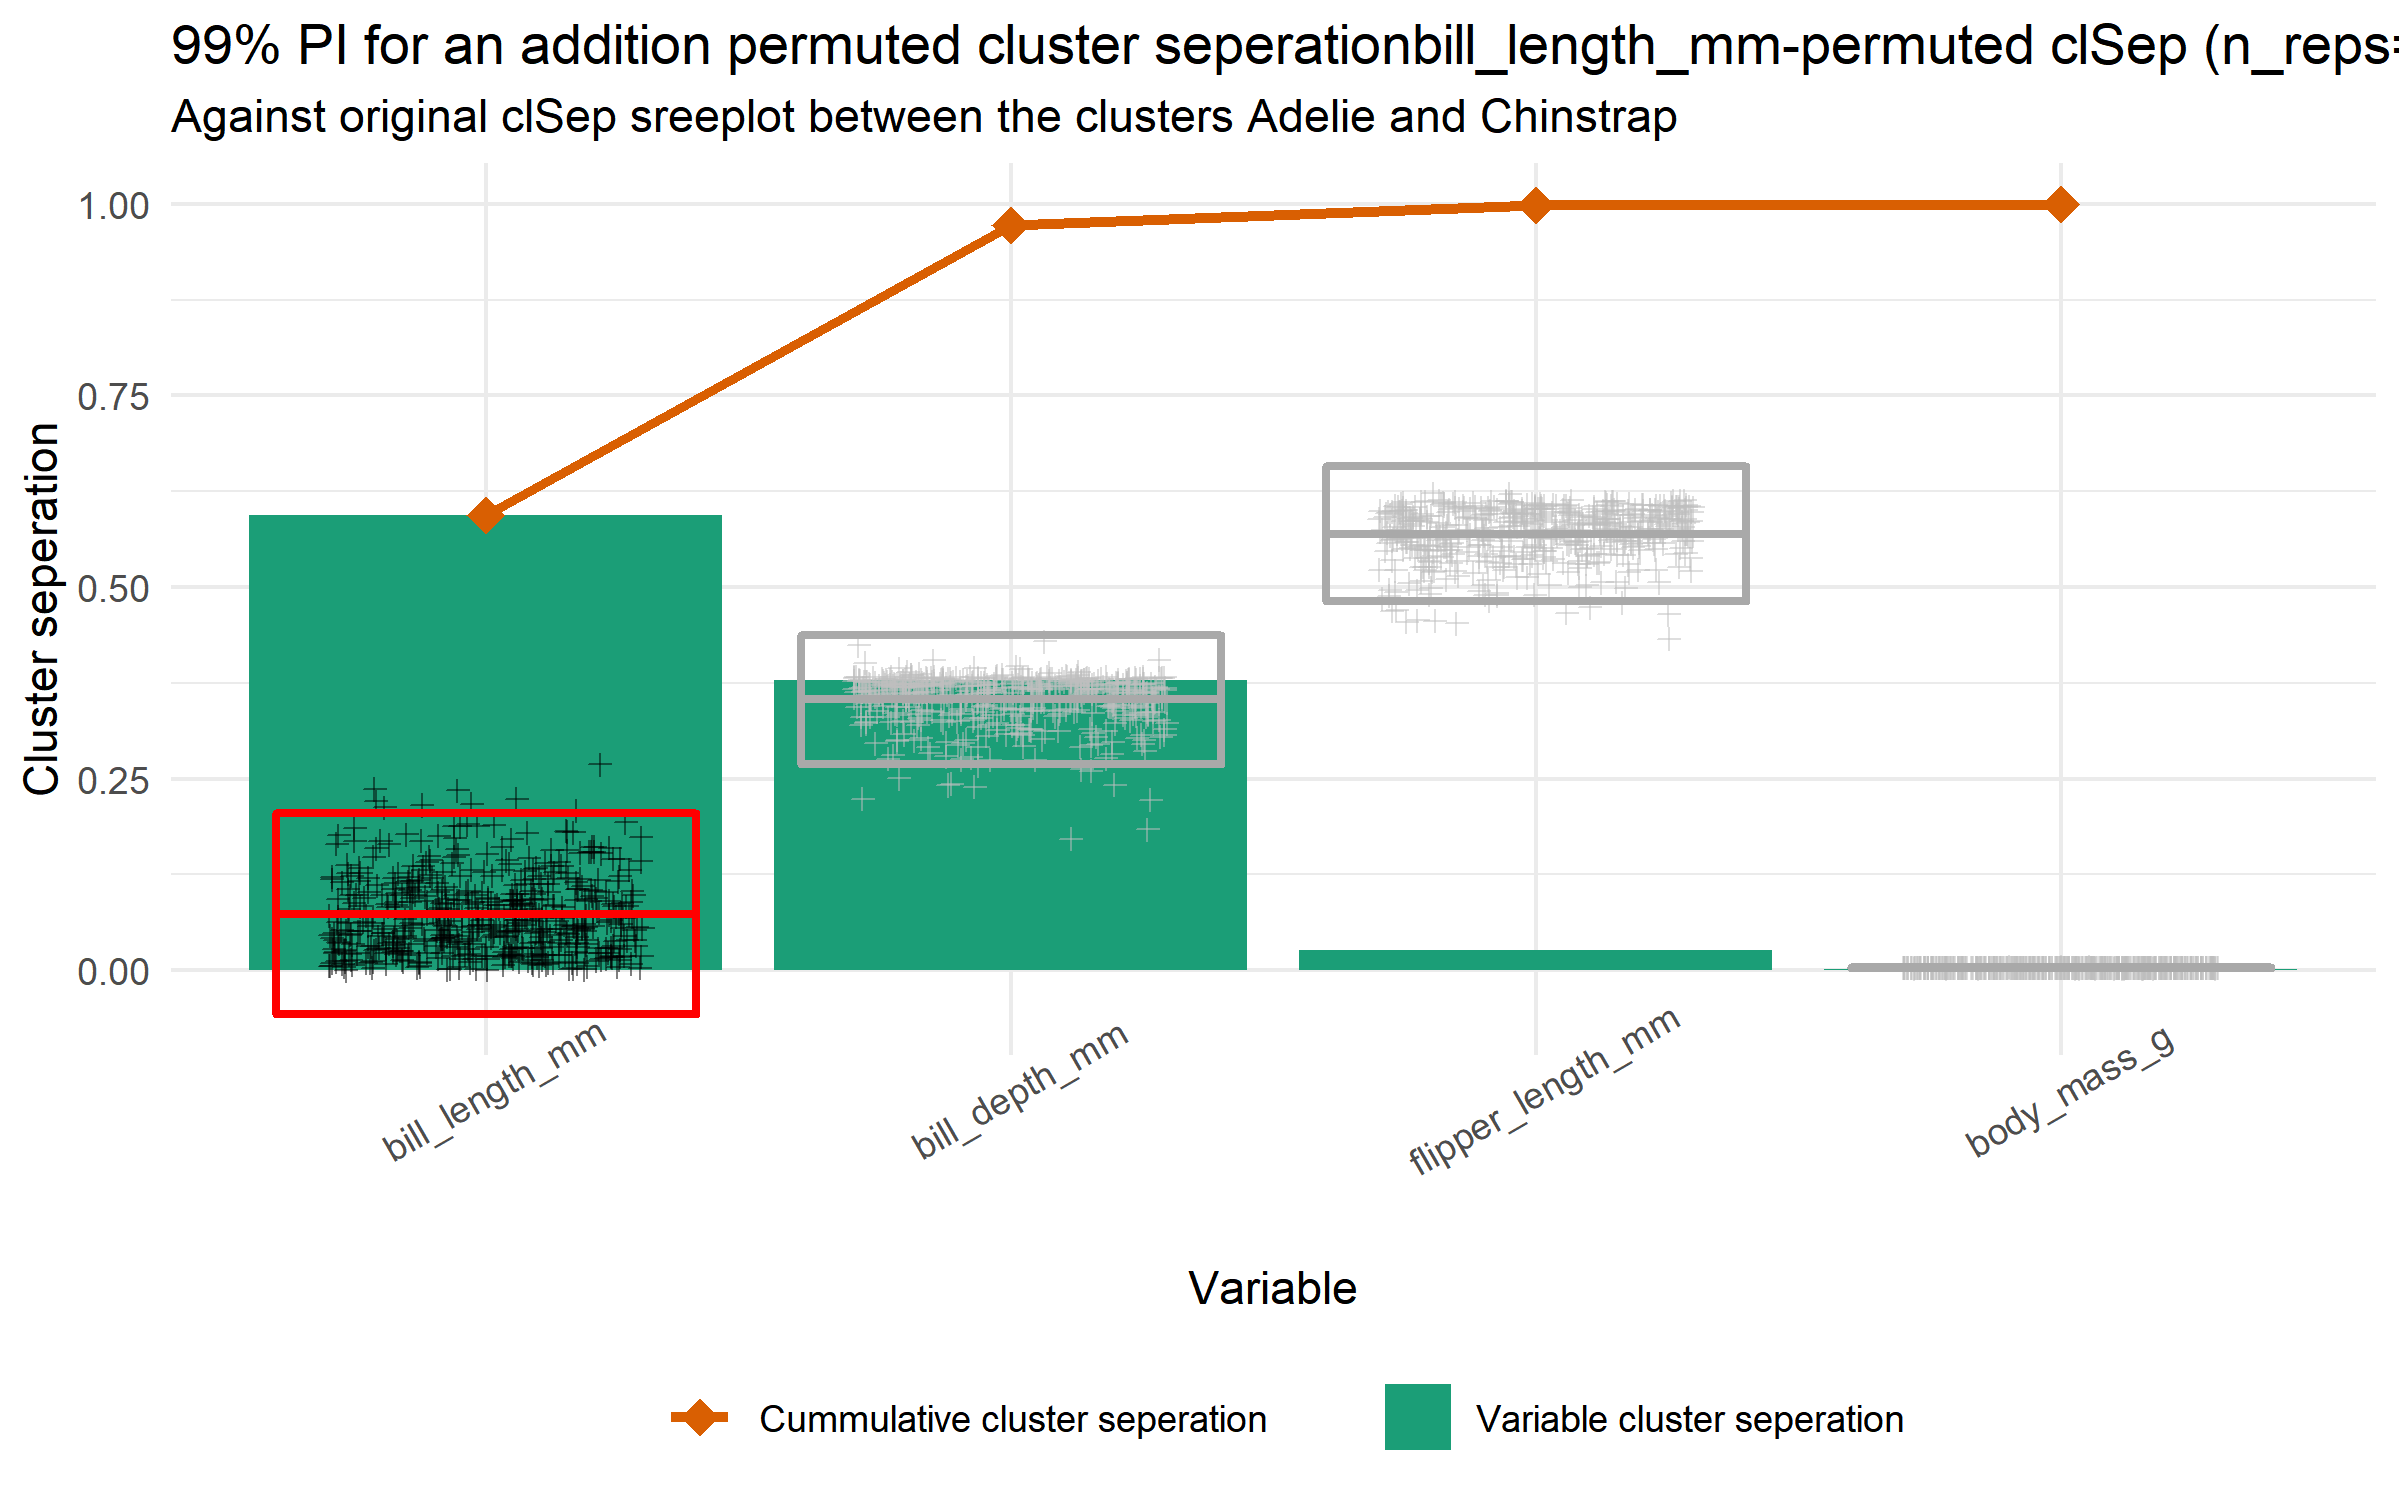 99% PI for an addition permuted cluster seperationbill_length_mm-permuted clSep (n_reps=
Against original clSep sreeplot between the clusters Adelie and Chinstrap
Cluster seperation
1.00
0.75
0.50
0.25
0.00
bill_length_mm
bill_depth_mm
flipper_length_mm
body_mass_g
Variable
Cummulative cluster seperation
Variable cluster seperation